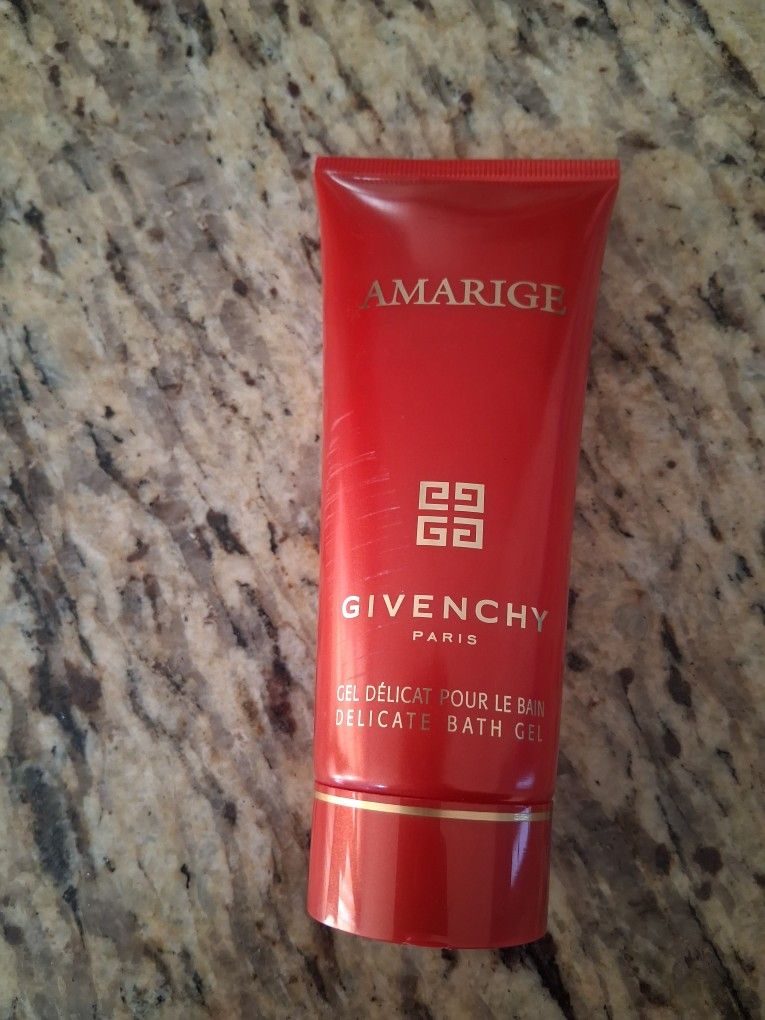 AMARIGE
GIVENCHY
PARIS
GEL DÉLICAT POUR LE BAIN
DELICATE BATH GEL